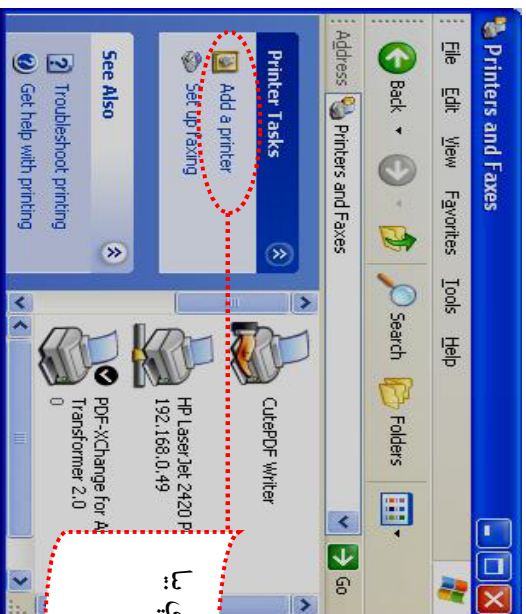 Printers and Faxes
File Edit View Favorites Tools Help
Back Search Folders
Address Printers and Faxes Go
Printer Tasks
Add a printer
Set up faxing
See Also
Troubleshoot printing
Get help with printing
CutePDF Writer
HP LaserJet 2420 P
192.168.0.49
PDF-XChange for A
Transformer 2.0
0